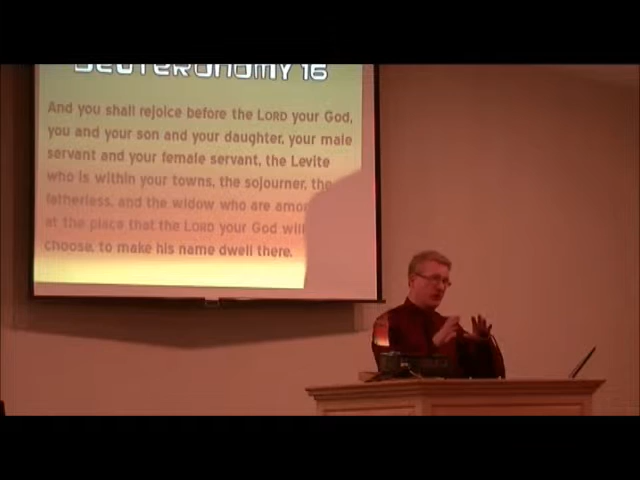 DEUTERONOMY 16
And you shall rejoice before the LORD your God,
you and your son and your daughter, your male
servant and your female servant, the Levite
who is within your towns, the sojourner, the
fatherless, and the widow who are amon
at the place that the LORD your God will
choose, to make his name dwell there.